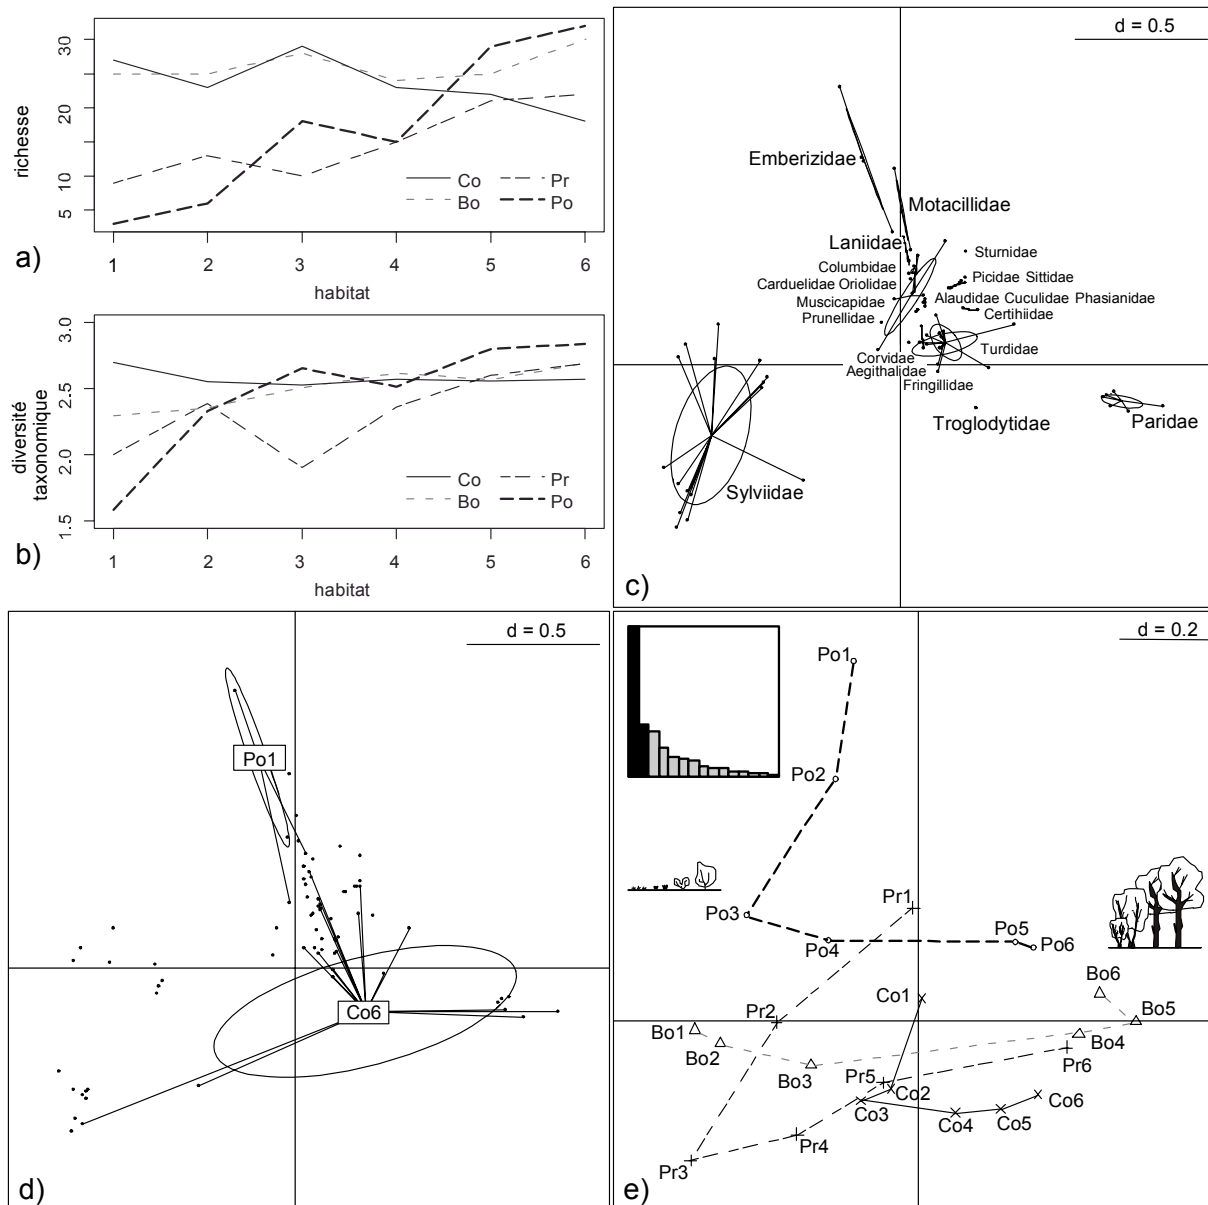 30
20
10
5
richesse
Co
Pr
Bo
Po
a)
1 2 3 4 5 6
habitat
3.0
2.5
2.0
1.5
diversité
taxonomique
Co
Pr
Bo
Po
b)
1 2 3 4 5 6
habitat
d = 0.5
Emberizidae
Motacillidae
Laniidae
Sturnidae
Columbidae
Picidae Sittidae
Carduelidae Oriolidae
Muscicapidae
Alaudidae Cuculidae Phasianidae
Prunellidae
Certihiidae
Corvidae
Turdidae
Aegithalidae
Fringillidae
Troglodytidae
Paridae
Sylviidae
c)
d = 0.5
Po1
Co6
d)
d = 0.2
Po1
Po2
Po3
Pr1
Po4
Po5
Po6
Bo6
Co1
Pr2
Bo1
Bo5
Bo2
Bo4
Bo3
Pr6
Pr5
Co2
Co3
Co6
Co4
Co5
Pr4
Pr3
e)